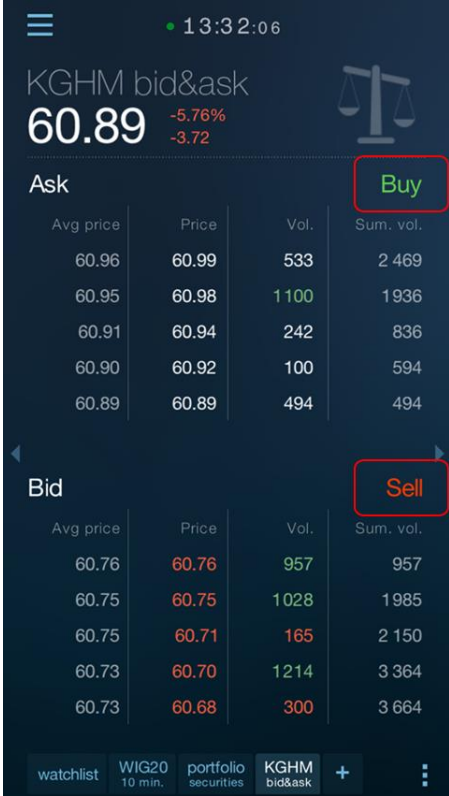 13:32:06
KGHM bid&ask
60.89 -5.76%
-3.72
Ask Buy
Avg price Price Vol. Sum. vol.
60.96 60.99 533 2 469
60.95 60.98 1100 1 936
60.91 60.94 242 836
60.90 60.92 100 594
60.89 60.89 494 494
Bid Sell
Avg price Price Vol. Sum. vol.
60.76 60.76 957 957
60.75 60.75 1028 1 985
60.75 60.71 165 2 150
60.73 60.70 1214 3 364
60.73 60.68 300 3 664
watchlist WIG20 portfolio KGHM +
10 min. securities bid&ask